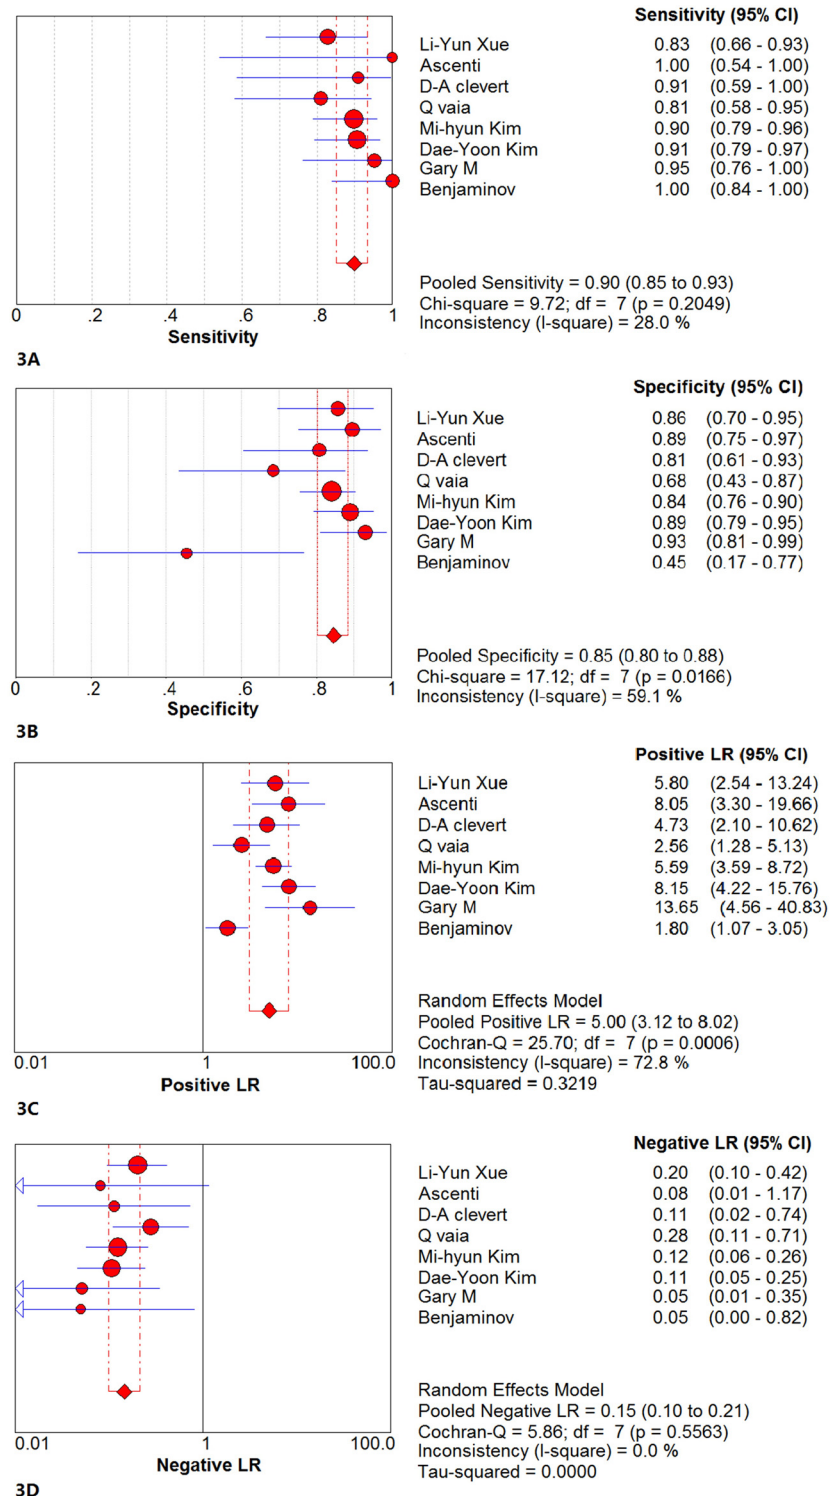 Sensitivity (95% CI)
Li-Yun Xue 0.83 (0.66 - 0.93)
Ascenti 1.00 (0.54 - 1.00)
D-A clevert 0.91 (0.59 - 1.00)
Q vaia 0.81 (0.58 - 0.95)
Mi-hyun Kim 0.90 (0.79 - 0.96)
Dae-Yoon Kim 0.91 (0.79 - 0.97)
Gary M 0.95 (0.76 - 1.00)
Benjaminov 1.00 (0.84 - 1.00)
Pooled Sensitivity = 0.90 (0.85 to 0.93)
Chi-square = 9.72; df = 7 (p = 0.2049)
Inconsistency (I-square) = 28.0 %
0 .2 .4 .6 .8 1
Sensitivity
3A
Specificity (95% CI)
Li-Yun Xue 0.86 (0.70 - 0.95)
Ascenti 0.89 (0.75 - 0.97)
D-A clevert 0.81 (0.61 - 0.93)
Q vaia 0.68 (0.43 - 0.87)
Mi-hyun Kim 0.84 (0.76 - 0.90)
Dae-Yoon Kim 0.89 (0.79 - 0.95)
Gary M 0.93 (0.81 - 0.99)
Benjaminov 0.45 (0.17 - 0.77)
Pooled Specificity = 0.85 (0.80 to 0.88)
Chi-square = 17.12; df = 7 (p = 0.0166)
Inconsistency (I-square) = 59.1 %
0 .2 .4 .6 .8 1
Specificity
3B
Positive LR (95% CI)
Li-Yun Xue 5.80 (2.54 - 13.24)
Ascenti 8.05 (3.30 - 19.66)
D-A clevert 4.73 (2.10 - 10.62)
Q vaia 2.56 (1.28 - 5.13)
Mi-hyun Kim 5.59 (3.59 - 8.72)
Dae-Yoon Kim 8.15 (4.22 - 15.76)
Gary M 13.65 (4.56 - 40.83)
Benjaminov 1.80 (1.07 - 3.05)
Random Effects Model
Pooled Positive LR = 5.00 (3.12 to 8.02)
Cochran-Q = 25.70; df = 7 (p = 0.0006)
Inconsistency (I-square) = 72.8 %
Tau-squared = 0.3219
0.01 1 100.0
Positive LR
3C
Negative LR (95% CI)
Li-Yun Xue 0.20 (0.10 - 0.42)
Ascenti 0.08 (0.01 - 1.17)
D-A clevert 0.11 (0.02 - 0.74)
Q vaia 0.28 (0.11 - 0.71)
Mi-hyun Kim 0.12 (0.06 - 0.26)
Dae-Yoon Kim 0.11 (0.05 - 0.25)
Gary M 0.05 (0.01 - 0.35)
Benjaminov 0.05 (0.00 - 0.82)
Random Effects Model
Pooled Negative LR = 0.15 (0.10 to 0.21)
Cochran-Q = 5.86; df = 7 (p = 0.5563)
Inconsistency (I-square) = 0.0 %
Tau-squared = 0.0000
0.01 1 100.0
Negative LR
3D